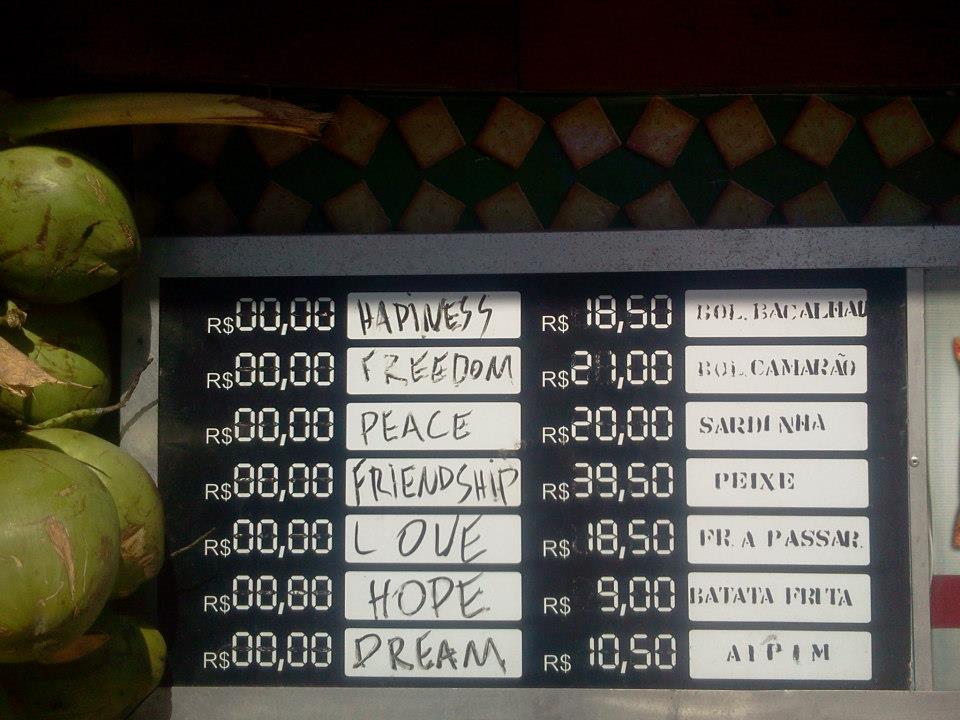 R$00,00 HAPINESS R$ 18,50 BOL. BACALHAU
R$00,00 FREEDOM R$21,00 BOL. CAMARÃO
R$00,00 PEACE R$20,00 SARDINHA
R$00,00 FRIENDSHIP R$39,50 PEIXE
R$00,00 LOVE R$ 18,50 FR. A PASSAR.
R$00,00 HOPE R$ 9,00 BATATA FRITA
R$00,00 DREAM R$ 10,50 AIPIM